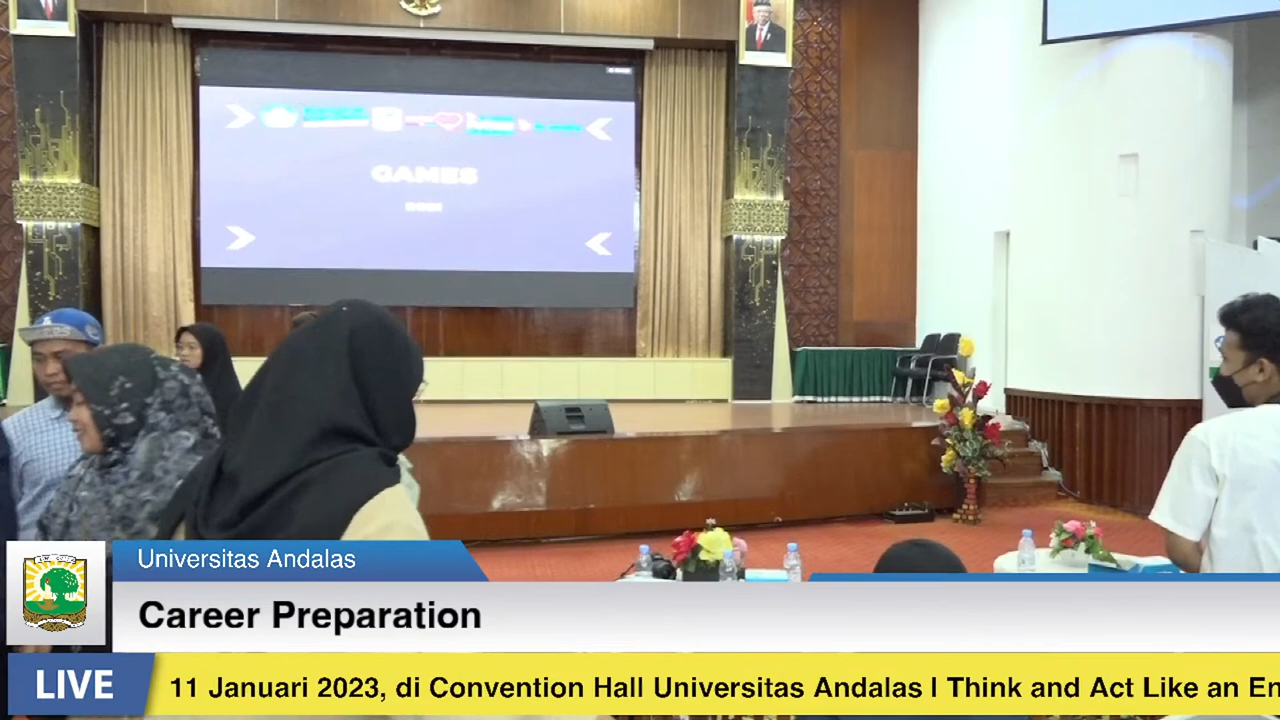 GAMES
Universitas Andalas
Career Preparation
LIVE
11 Januari 2023, di Convention Hall Universitas Andalas | Think and Act Like an En